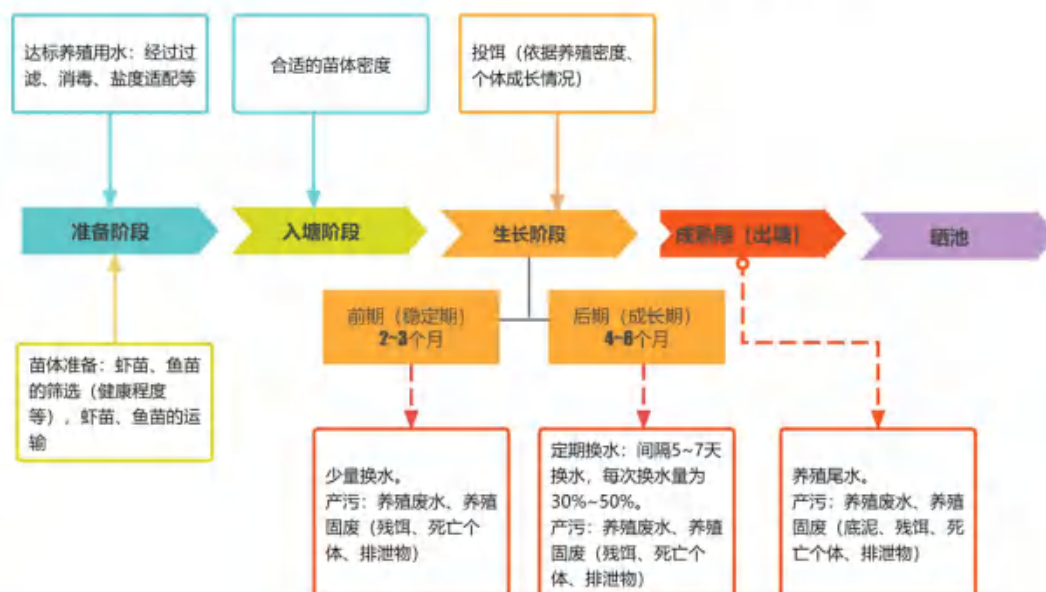 达标养殖用水：经过过
滤、消毒、盐度适配等
合适的苗体密度
投饵（依据养殖密度、
个体成长情况）
准备阶段
入塘阶段
生长阶段
成熟期（出塘）
晒池
前期（稳定期）
2~3个月
后期（成长期）
4~6个月
苗体准备：虾苗、鱼苗
的筛选（健康程度
等），虾苗、鱼苗的运
输
少量换水。
产污：养殖废水、养殖
固废（残饵、死亡个
体、排泄物）
定期换水：间隔5~7天
换水，每次换水量为
30%~50%。
产污：养殖废水、养殖
固废（残饵、死亡个
体、排泄物）
养殖尾水。
产污：养殖废水、养殖
固废（底泥、残饵、死
亡个体、排泄物）